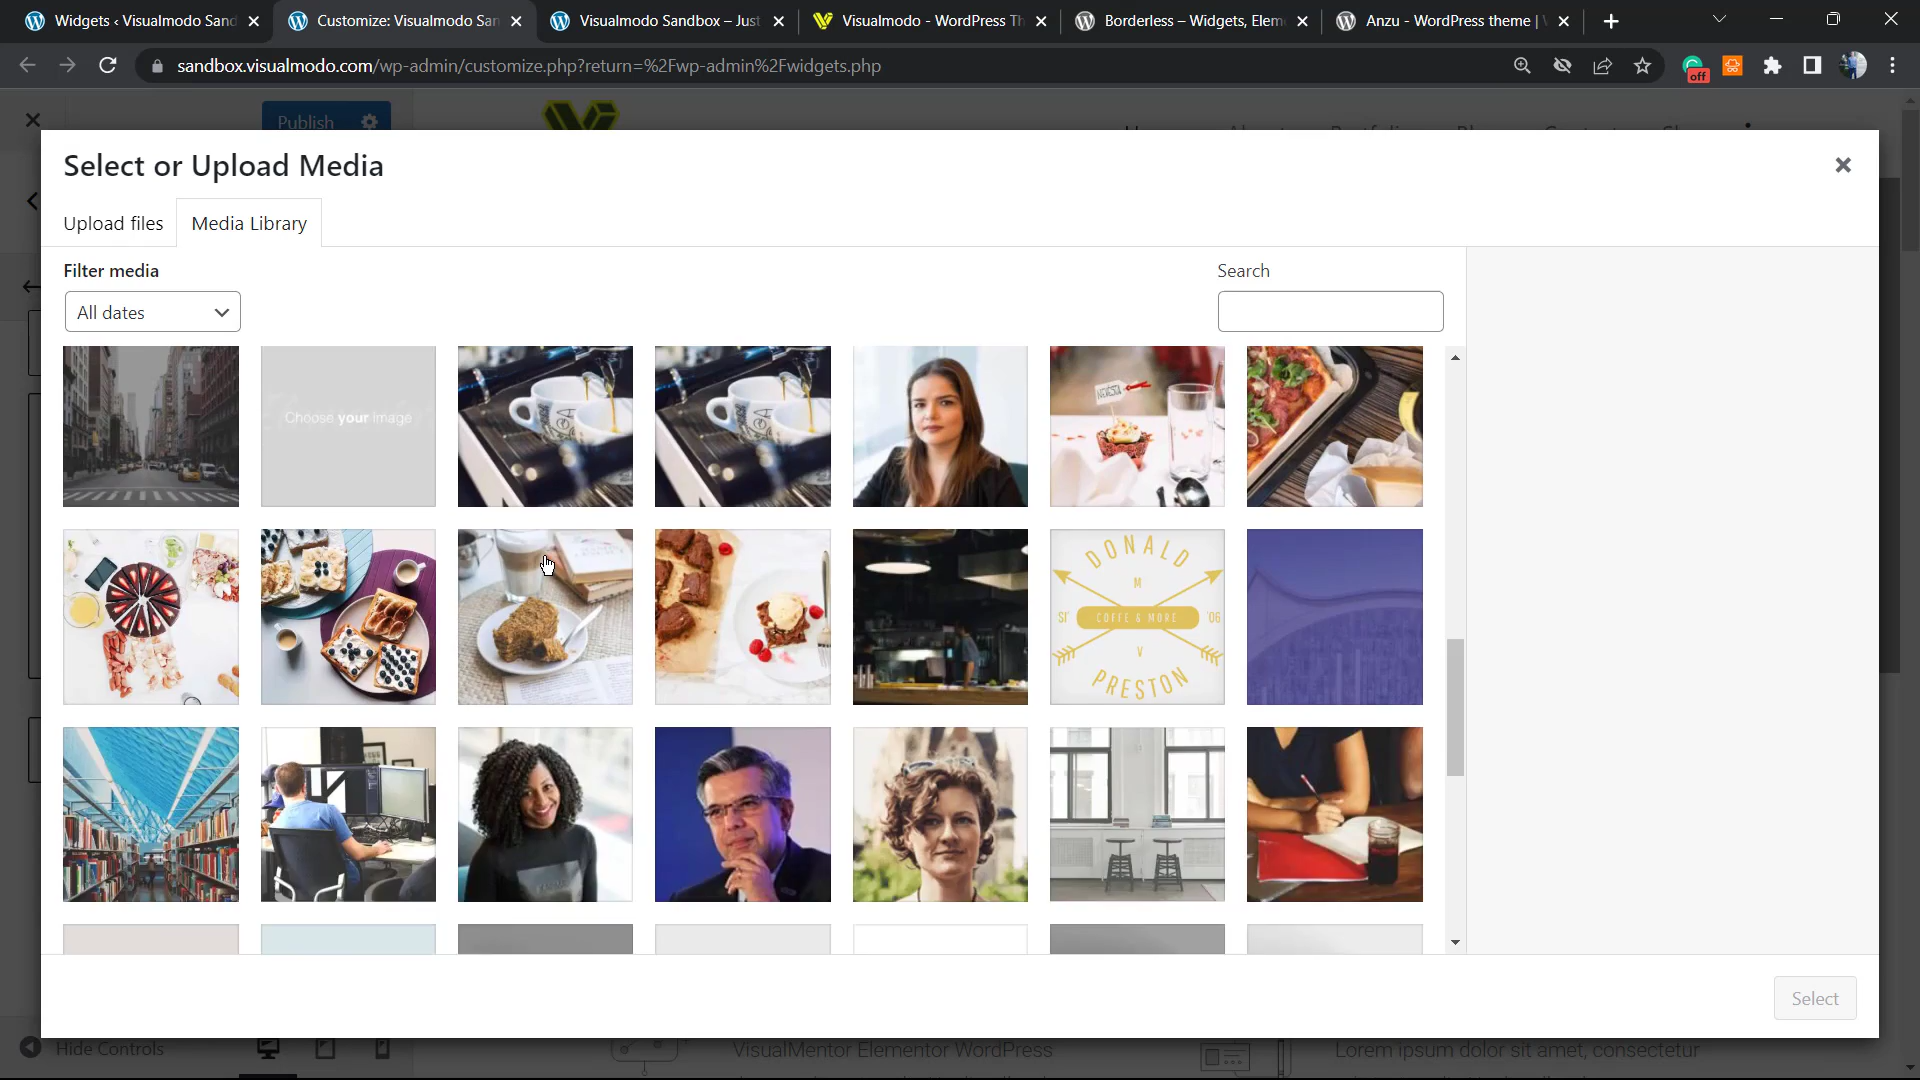 Widgets ‹ Visualmodo Sand
Customize: Visualmodo San
Visualmodo Sandbox – Just
Visualmodo - WordPress Th
Borderless – Widgets, Elem
Anzu - WordPress theme |
sandbox.visualmodo.com/wp-admin/customize.php?return=%2Fwp-admin%2Fwidgets.php
off
Publish
Select or Upload Media
Upload files
Media Library
Filter media
Search
All dates
Choose your image
DONALD
M
SI' COFFE & MORE '06
V
PRESTON
Select
Hide Controls
VisualMentor Elementor WordPress
Lorem ipsum dolor sit amet, consectetur